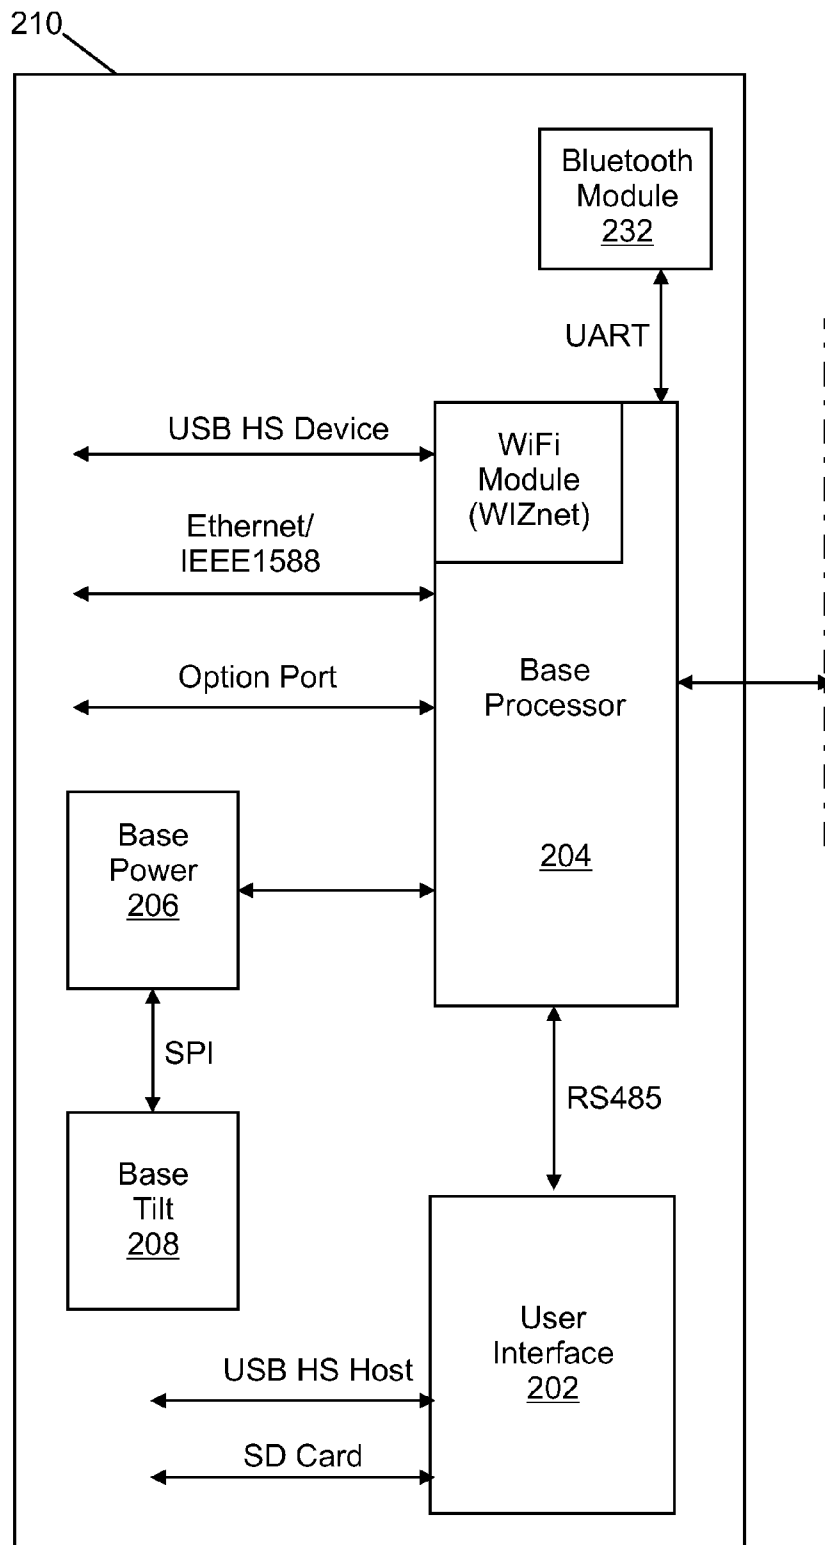 210
Bluetooth
Module
232
UART
USB HS Device
WiFi
Module
(WIZnet)
Ethernet/
IEEE1588
Option Port
Base
Processor
204
Base
Power
206
SPI
RS485
Base
Tilt
208
User
Interface
202
USB HS Host
SD Card